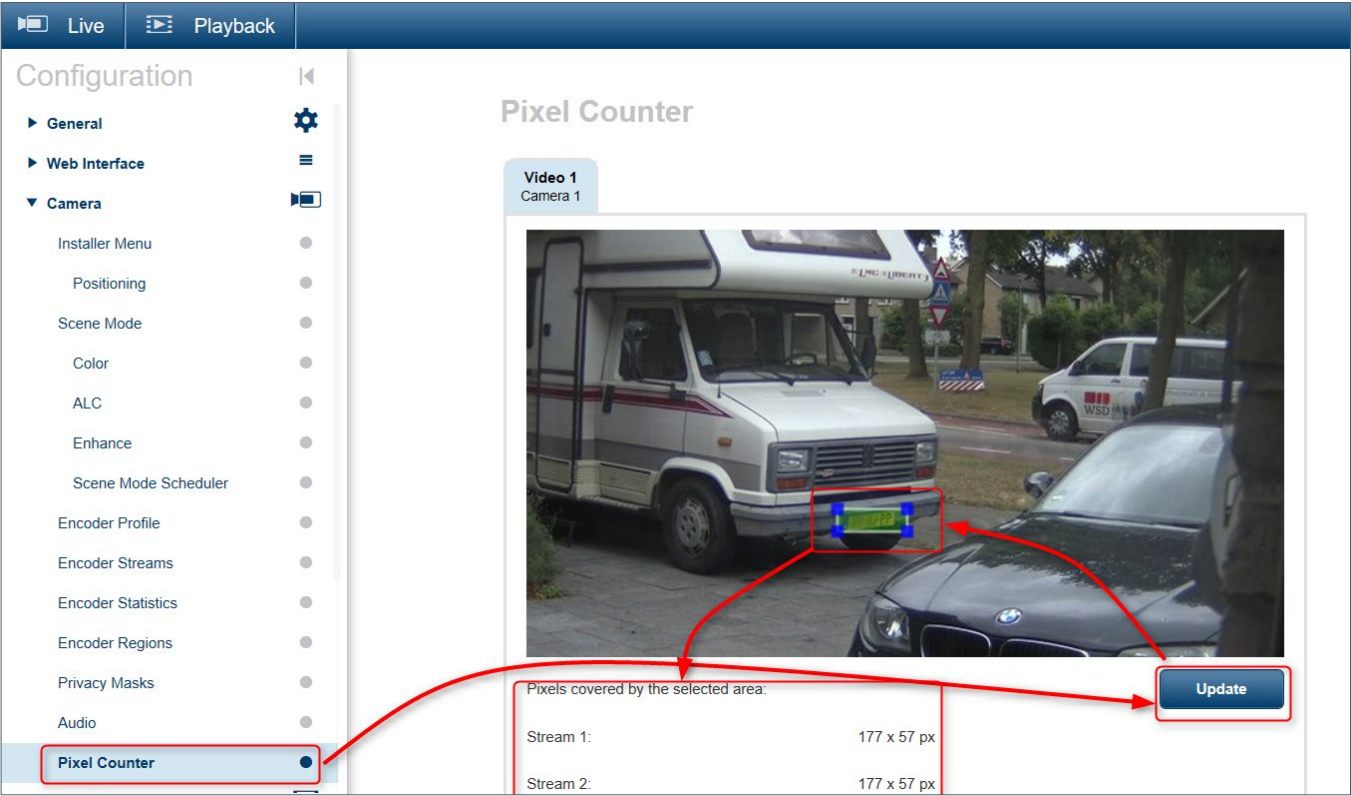 Live
Playback
Configuration
General
Web Interface
Camera
Installer Menu
Positioning
Scene Mode
Color
ALC
Enhance
Scene Mode Scheduler
Encoder Profile
Encoder Streams
Encoder Statistics
Encoder Regions
Privacy Masks
Audio
Pixel Counter
Pixel Counter
Video 1
Camera 1
LMC LIBERTY
WSD
Update
Pixels covered by the selected area:
Stream 1: 177 x 57 px
Stream 2: 177 x 57 px